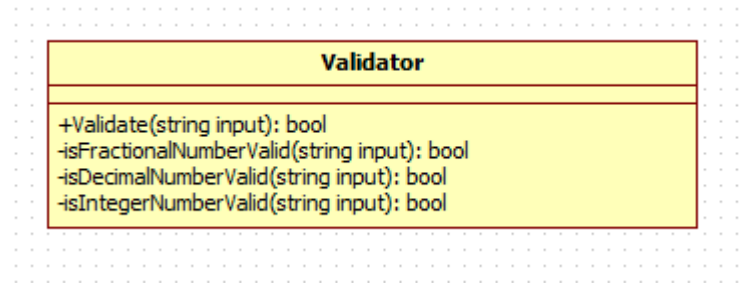 Validator
+Validate(string input): bool
-isFractionalNumberValid(string input): bool
-isDecimalNumberValid(string input): bool
-isIntegerNumberValid(string input): bool